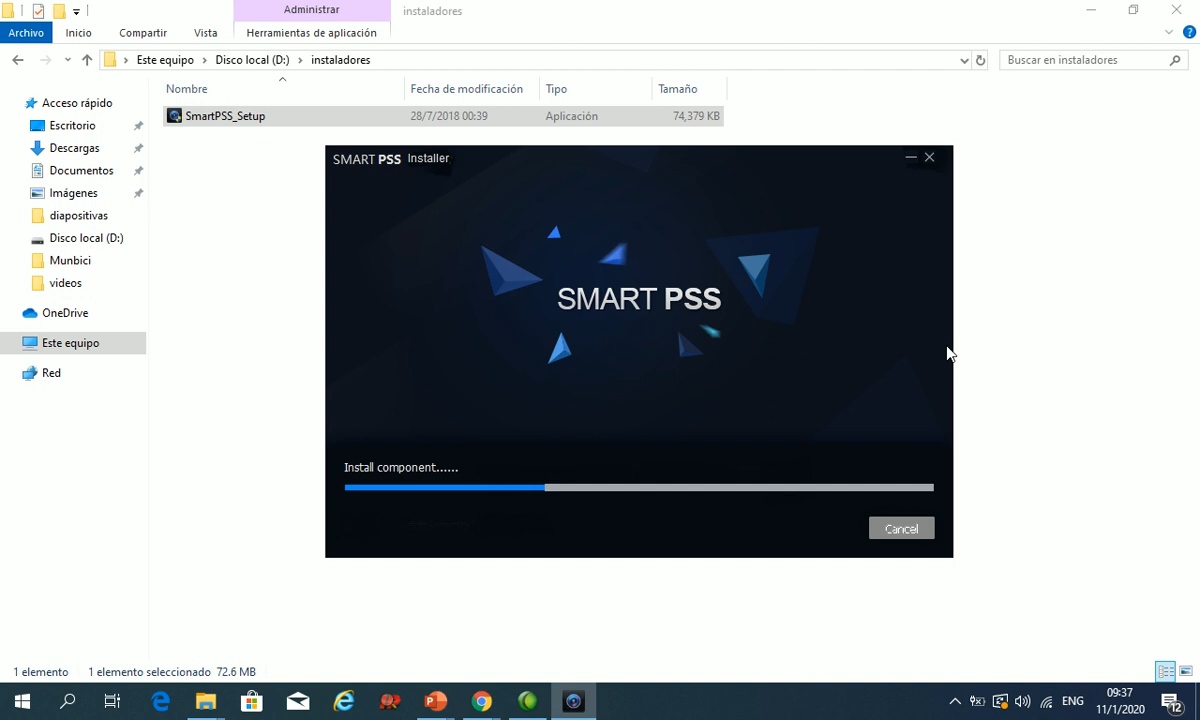 Administrar
instaladores
Archivo
Inicio
Compartir
Vista
Herramientas de aplicación
Este equipo
Disco local (D:)
instaladores
Buscar en instaladores
Nombre
Fecha de modificación
Tipo
Tamaño
SmartPSS_Setup
28/7/2018 00:39
Aplicación
74,379 KB
Acceso rápido
Escritorio
Descargas
Documentos
Imágenes
diapositivas
Disco local (D:)
Munbici
videos
OneDrive
Este equipo
Red
SMART PSS Installer
SMART PSS
Install component......
Cancel
1 elemento
1 elemento seleccionado 72.6 MB
ENG
09:37
11/1/2020
12